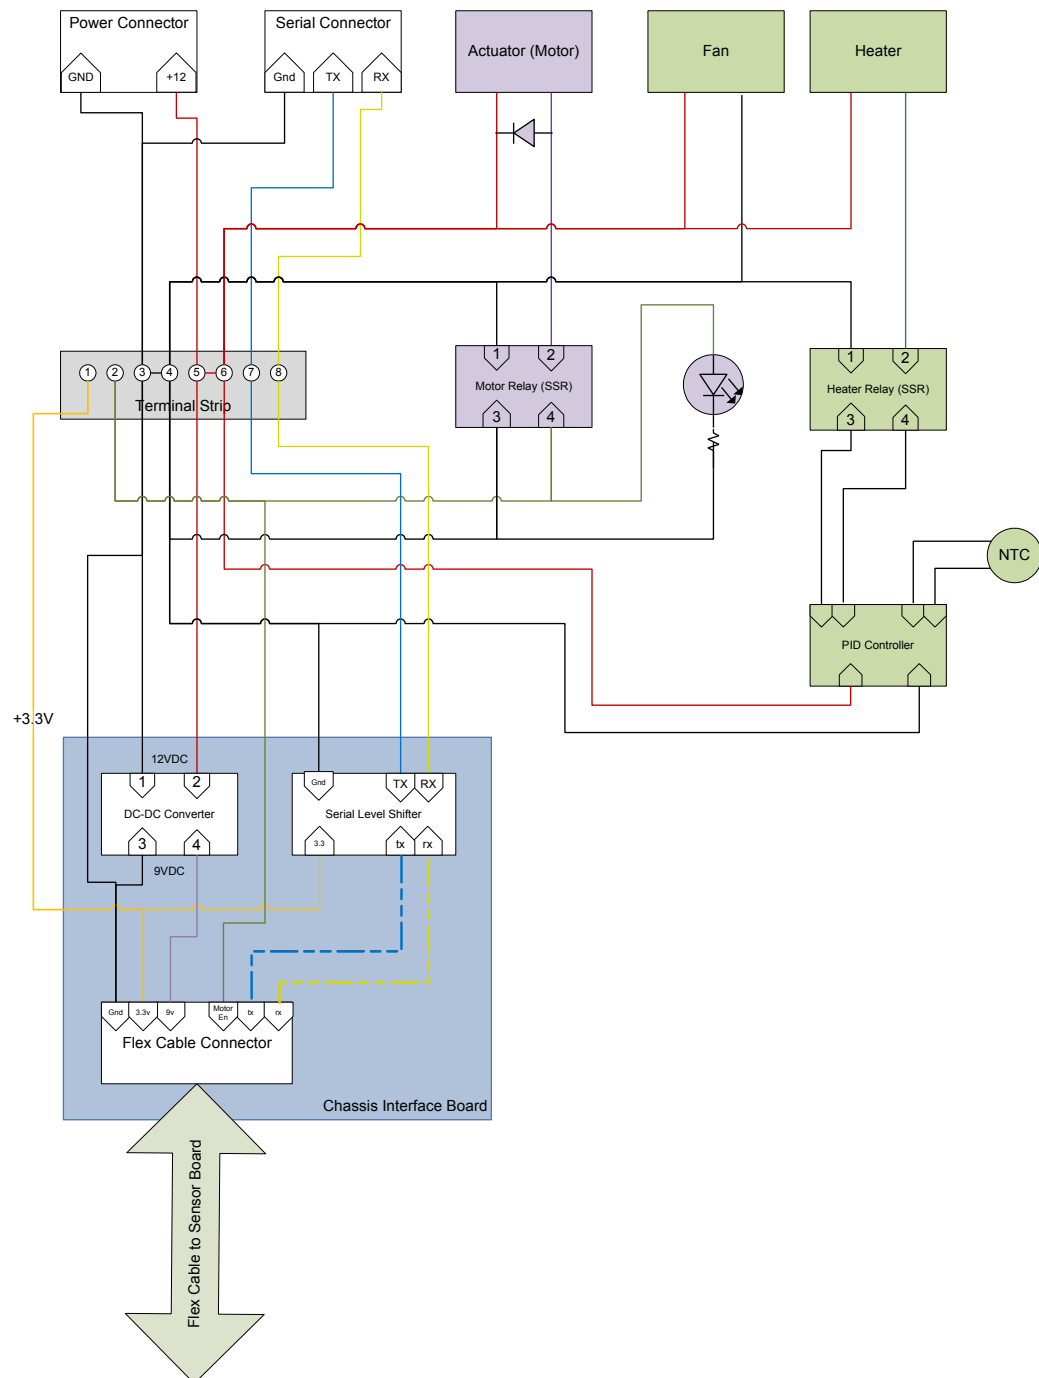 Power Connector
GND
+12
Serial Connector
Gnd
TX
RX
Actuator (Motor)
Fan
Heater
1
2
3
4
5
6
7
8
Terminal Strip
1
2
Motor Relay (SSR)
3
4
1
2
Heater Relay (SSR)
3
4
NTC
PID Controller
+3.3V
12VDC
1
2
DC-DC Converter
3
4
9VDC
Gnd
TX
RX
Serial Level Shifter
3.3
tx
rx
Gnd
3.3v
9v
Motor
En
tx
rx
Flex Cable Connector
Chassis Interface Board
Flex Cable to Sensor Board